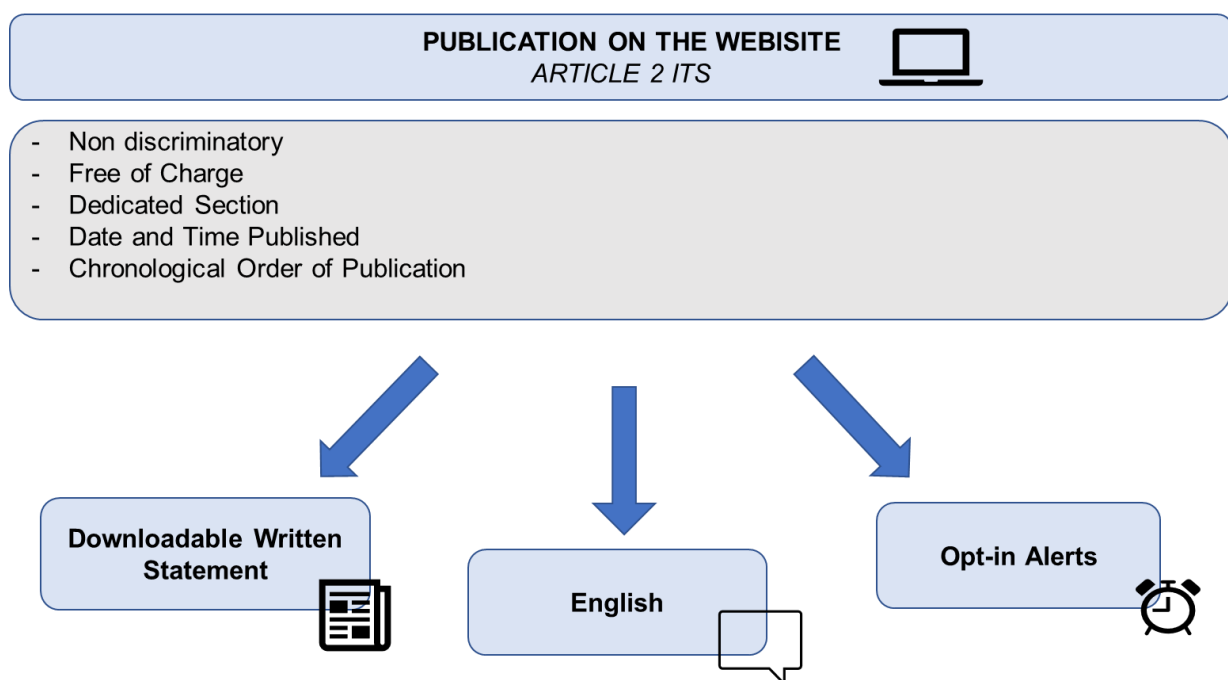 PUBLICATION ON THE WEBISITE
ARTICLE 2 ITS
- Non discriminatory
- Free of Charge
- Dedicated Section
- Date and Time Published
- Chronological Order of Publication
Downloadable Written
Statement
English
Opt-in Alerts